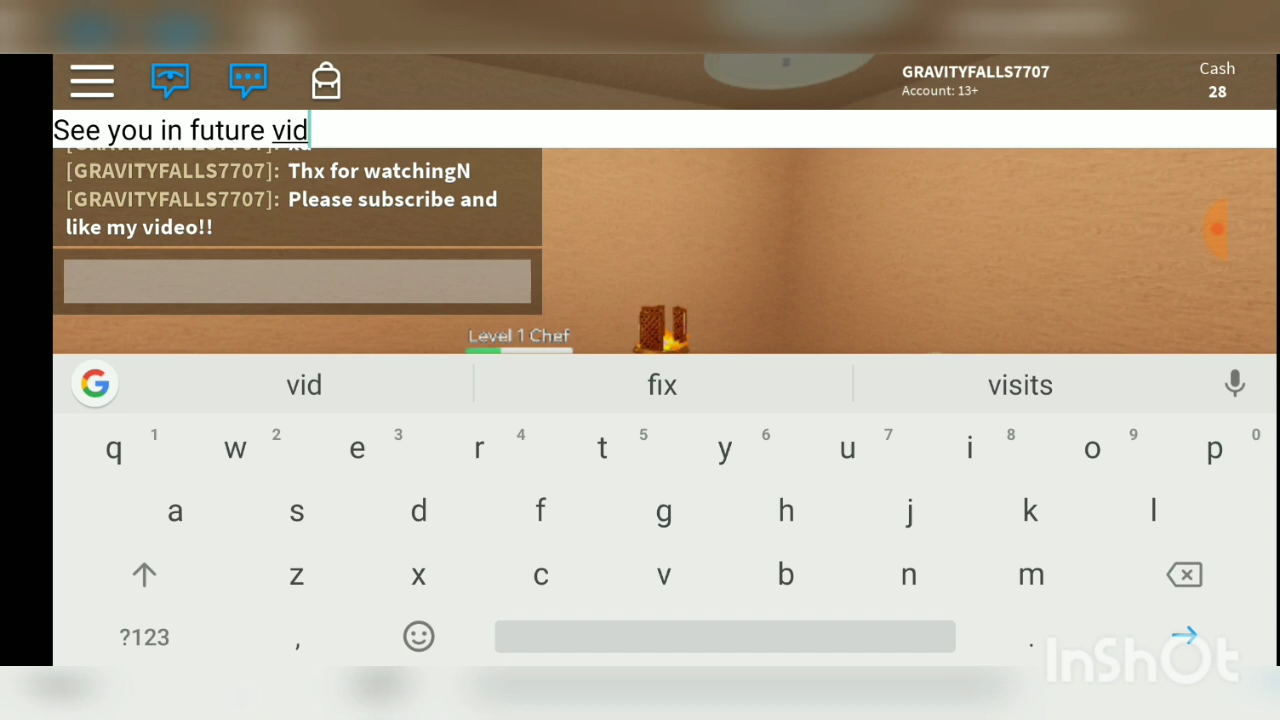 GRAVITYFALLS7707
Account: 13+
Cash
28
See you in future vid
[GRAVITYFALLS7707]:
[GRAVITYFALLS7707]: Thx for watchingN
[GRAVITYFALLS7707]: Please subscribe and
like my video!!
Level 1 Chef
G
vid fix visits
q 1 w 2 e 3 r 4 t 5 y 6 u 7 i 8 o 9 p 0
a s d f g h j k l
z x c v b n m
?123 , .
InShOt